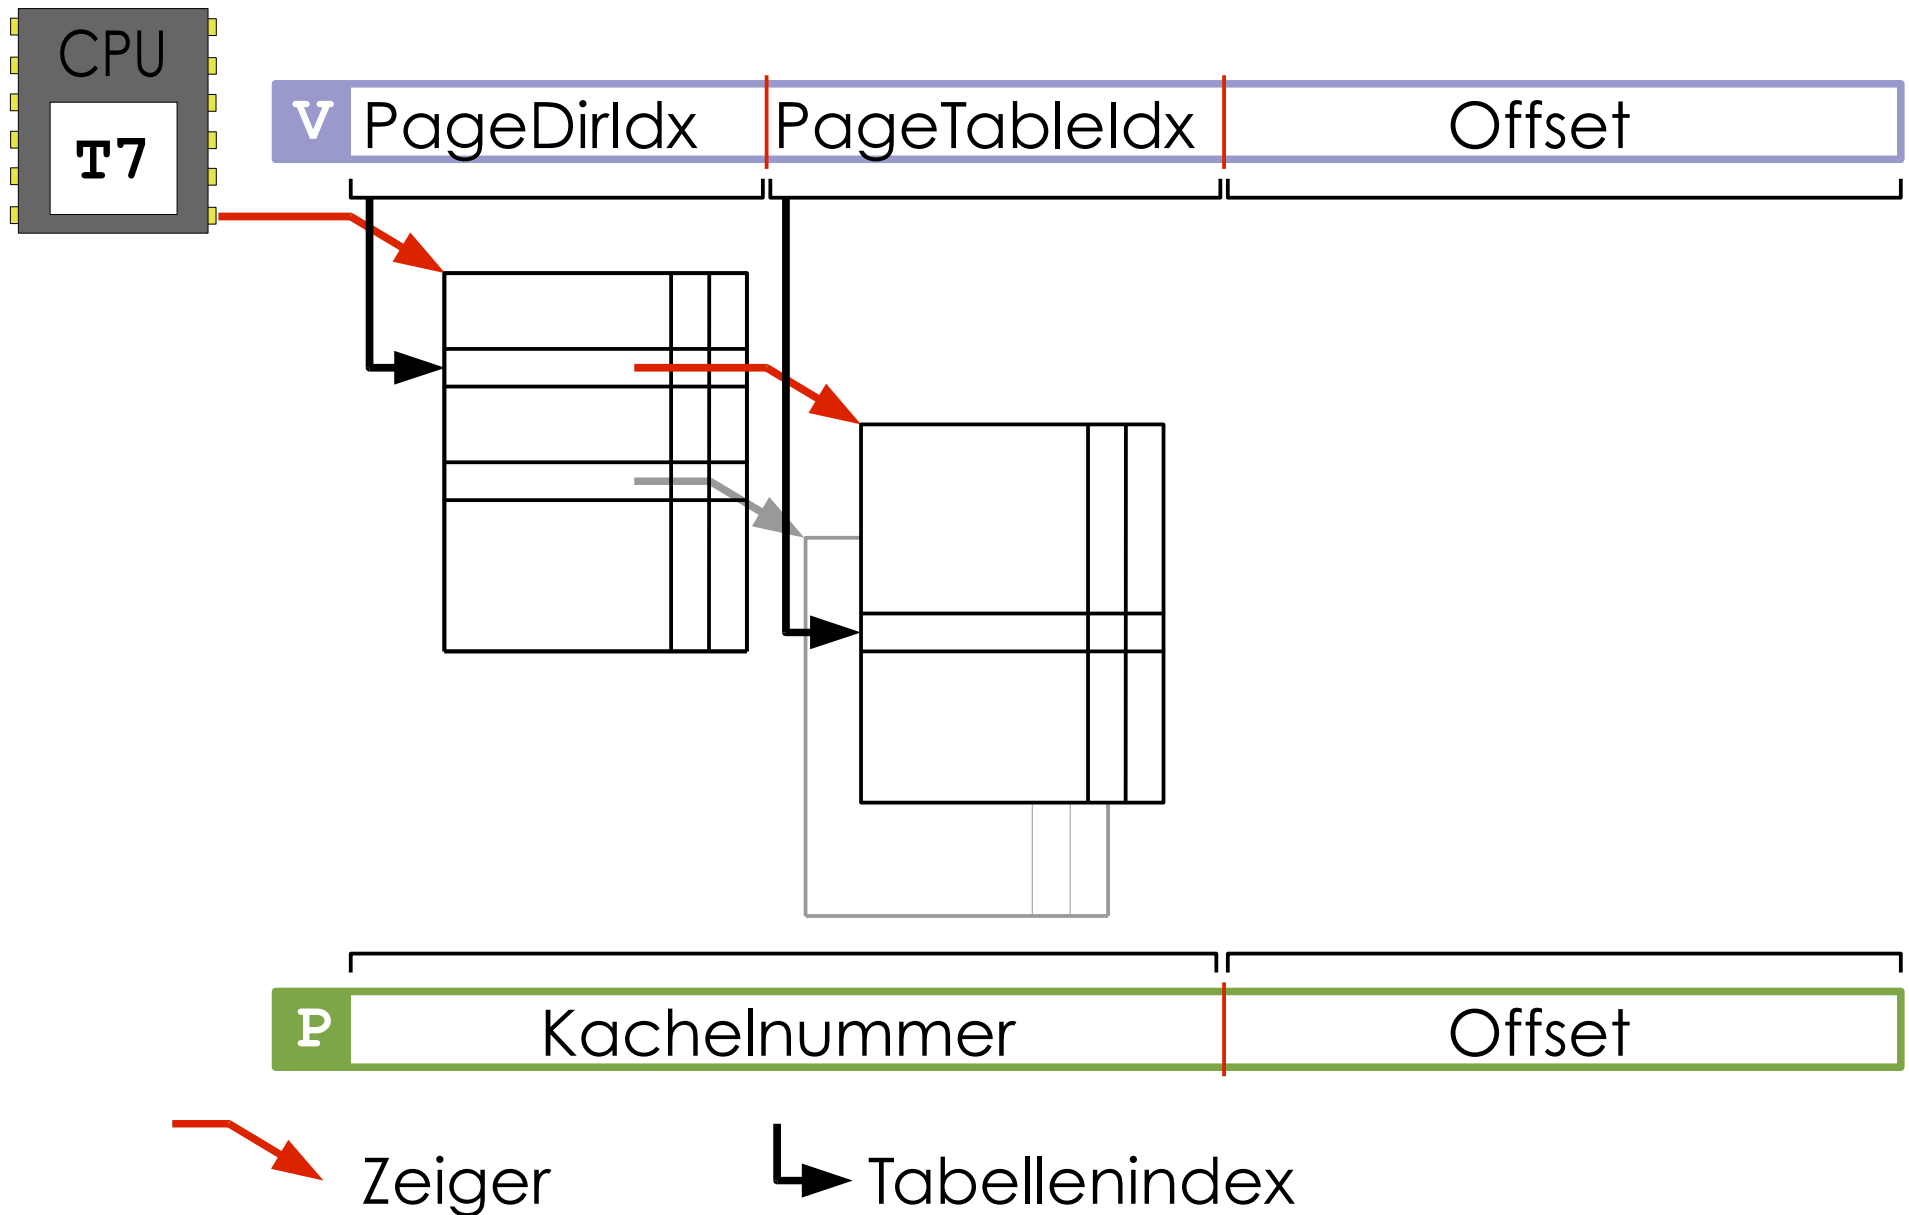 CPU
T7
V PageDirIdx PageTableIdx Offset
P Kachelnummer Offset
Zeiger Tabellenindex